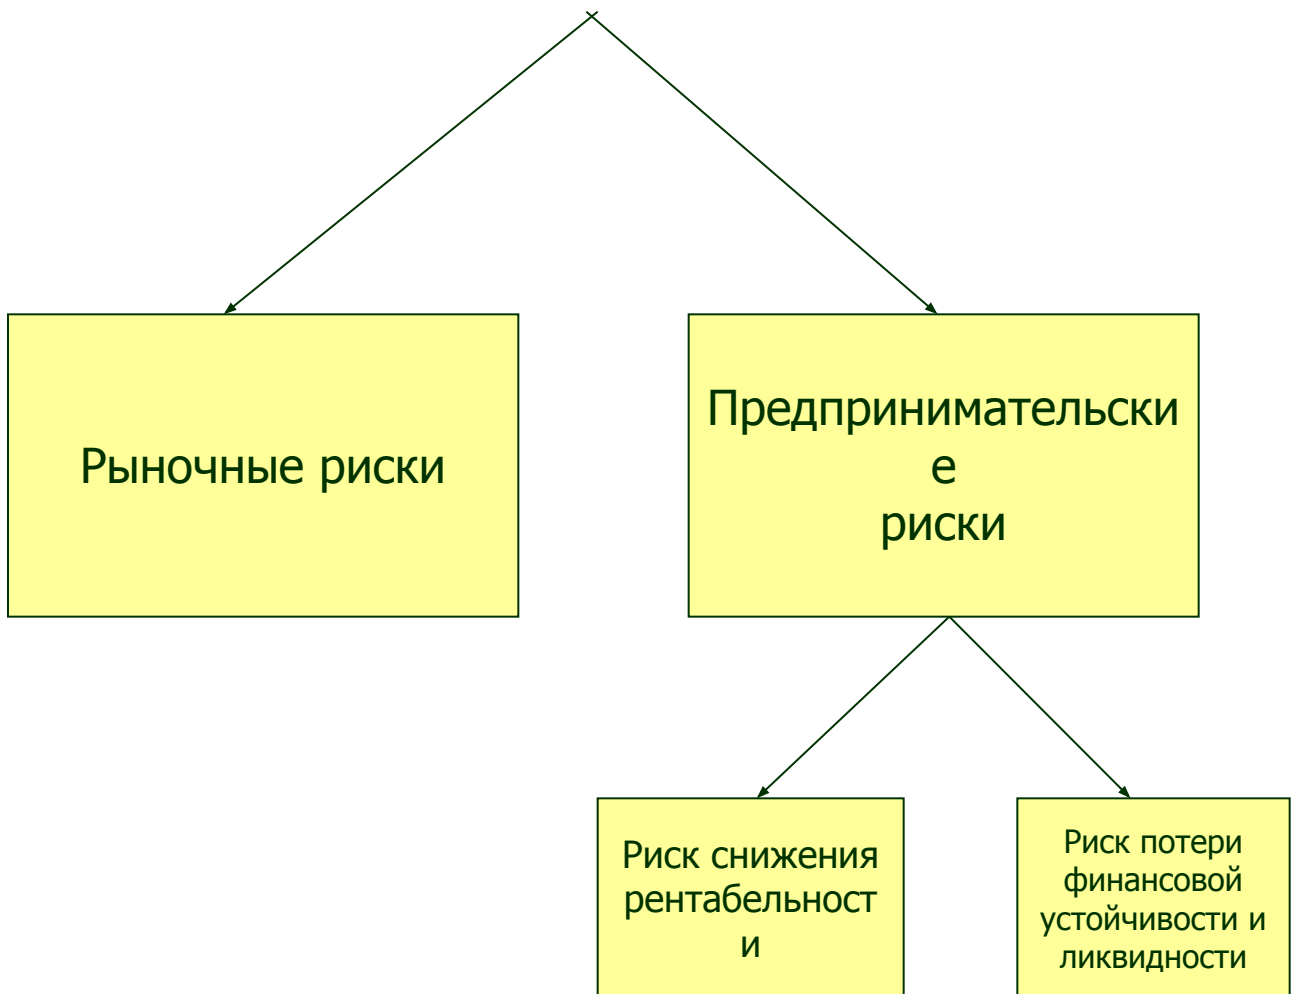 Рыночные риски
Предпринимательски
е
риски
Риск снижения
рентабельност
и
Риск потери
финансовой
устойчивости и
ликвидности